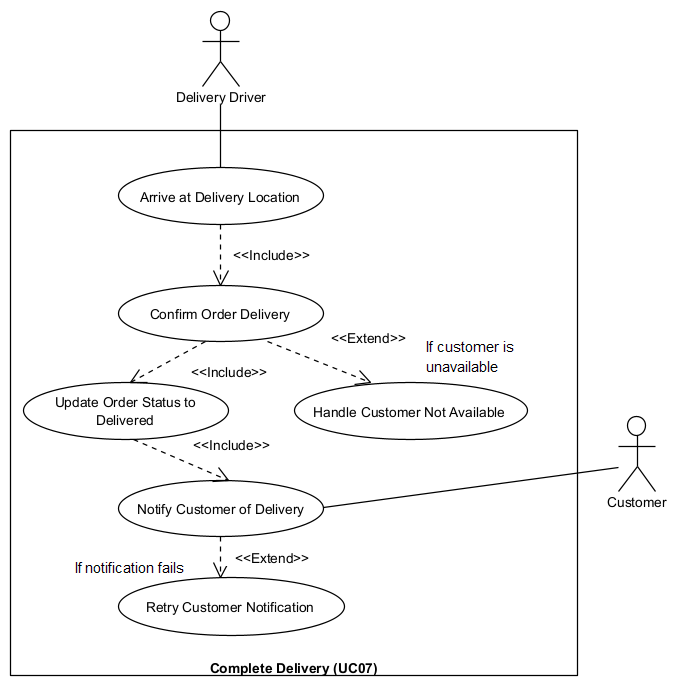 Delivery Driver
Arrive at Delivery Location
<<Include>>
Confirm Order Delivery
<<Extend>>
If customer is
unavailable
<<Include>>
Update Order Status to
Delivered
Handle Customer Not Available
<<Include>>
Notify Customer of Delivery
Customer
<<Extend>>
If notification fails
Retry Customer Notification
Complete Delivery (UC07)